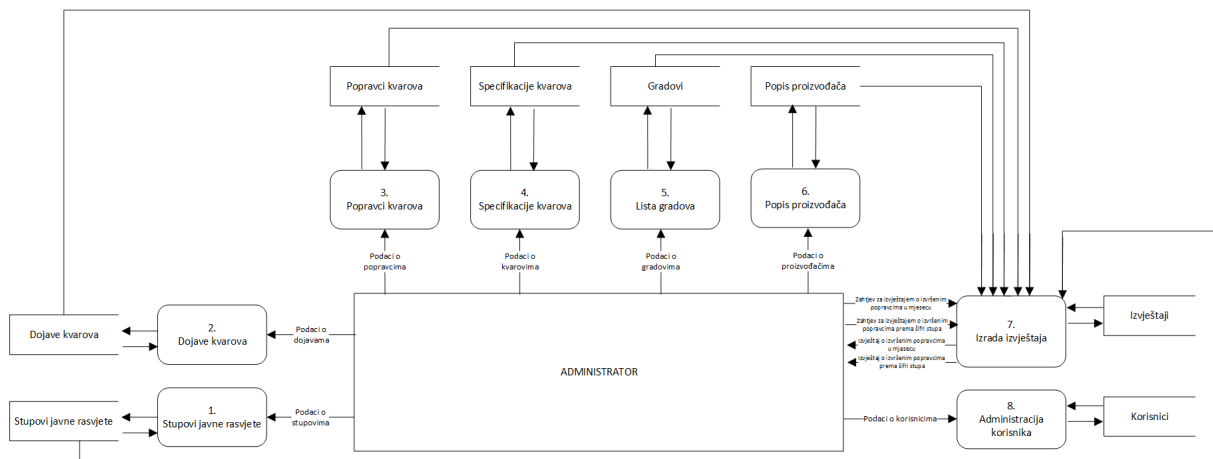 Popravci kvarova
Specifikacije kvarova
Gradovi
Popis proizvođača
3.
Popravci kvarova
4.
Specifikacije kvarova
5.
Lista gradova
6.
Popis proizvođača
Podaci o
popravcima
Podaci o
kvarovima
Podaci o
gradovima
Podaci o
proizvođačima
Dojave kvarova
2.
Dojave kvarova
Podaci o
dojavama
Stupovi javne rasvjete
1.
Stupovi javne rasvjete
Podaci o
stupovima
ADMINISTRATOR
Zahtjev za izvještajem o izvršenim
popravcima u mjesecu
Zahtjev za izvještajem o izvršenim
popravcima prema šifri stupa
Izvještaj o izvršenim popravcima
u mjesecu
Izvještaj o izvršenim popravcima
prema šifri stupa
7.
Izrada izvještaja
Izvještaji
Podaci o korisnicima
8.
Administracija
korisnika
Korisnici